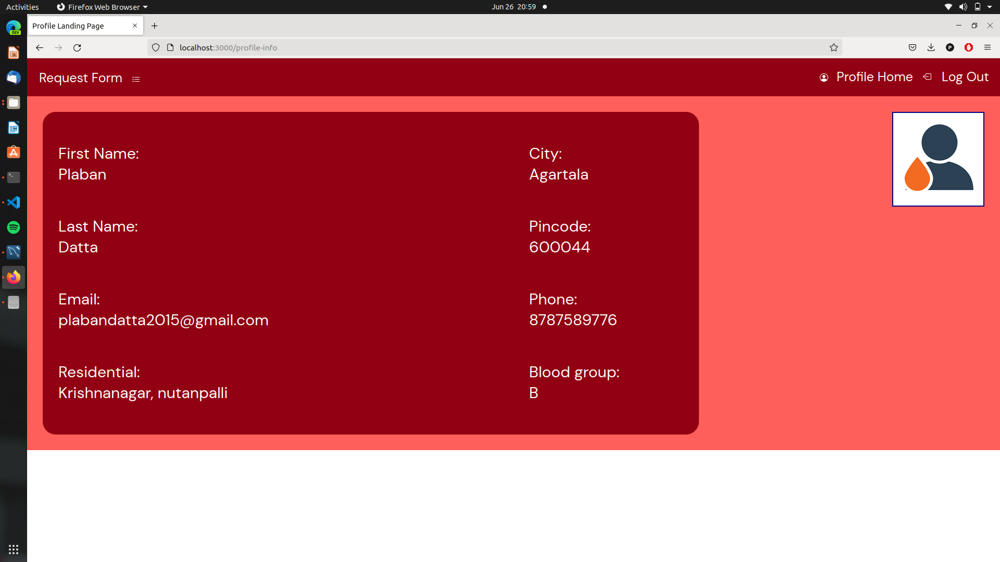 Activities Firefox Web Browser Jun 26 20:59
Profile Landing Page
localhost:3000/profile-info
Request Form Profile Home Log Out
First Name:
Plaban
Last Name:
Datta
Email:
plabandatta2015@gmail.com
Residential:
Krishnanagar, nutanpalli
City:
Agartala
Pincode:
600044
Phone:
8787589776
Blood group:
B
DEV
P
SSD